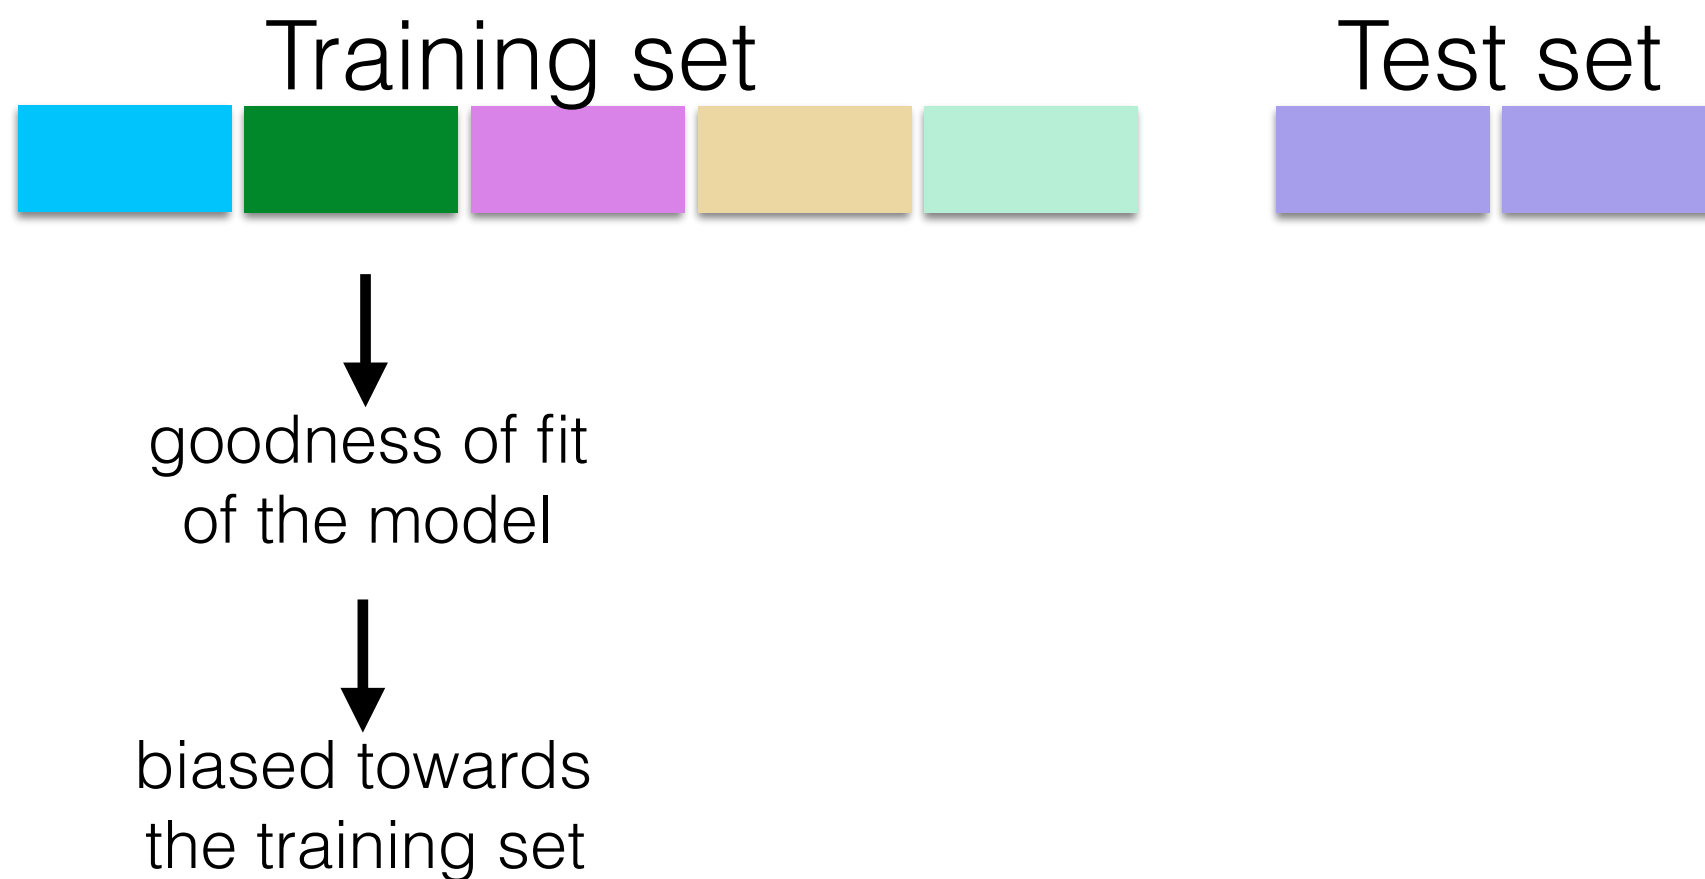 Training set
Test set
goodness of fit
of the model
biased towards
the training set